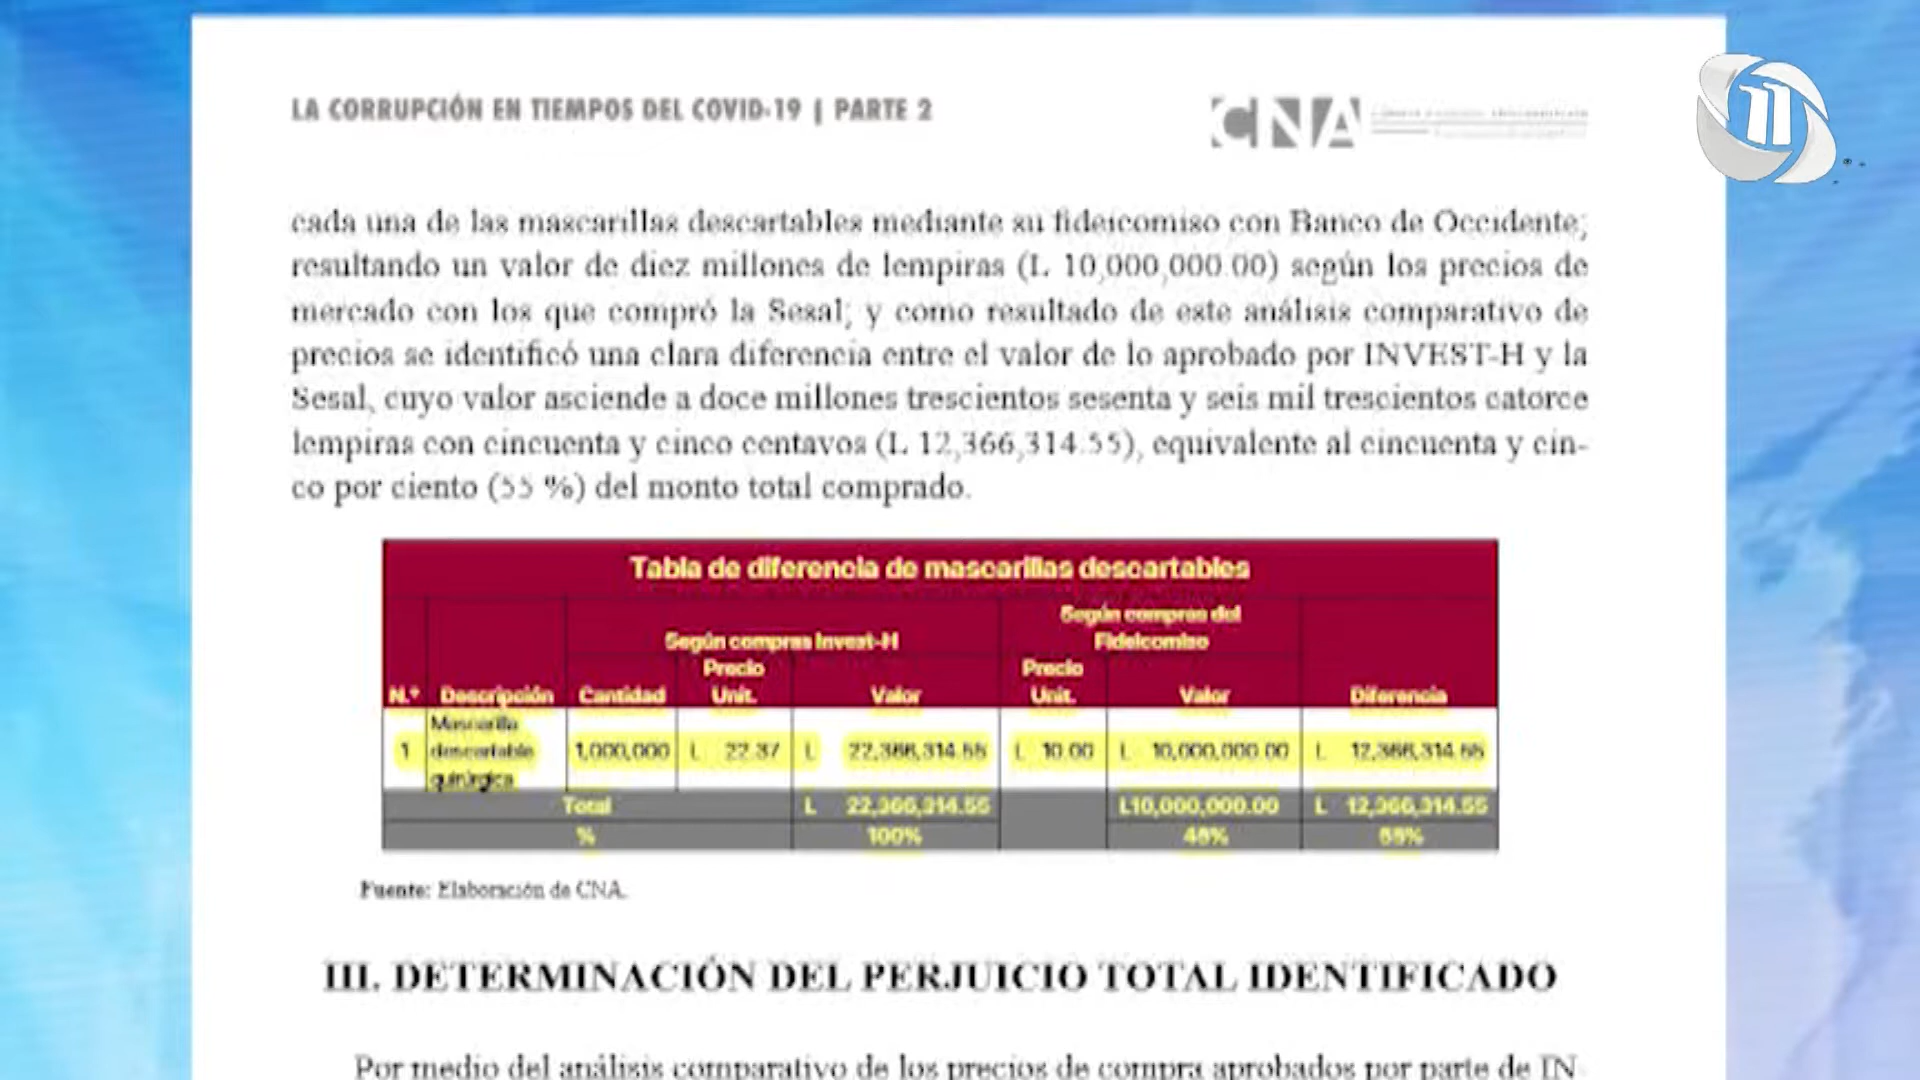 LA CORRUPCIÓN EN TIEMPOS DEL COVID-19 | PARTE 2
CNA
11
cada una de las mascarillas descartables mediante su fideicomiso con Banco de Occidente;
resultando un valor de diez millones de lempiras (L 10,000,000.00) según los precios de
mercado con los que compró la Sesal; y como resultado de este análisis comparativo de
precios se identificó una clara diferencia entre el valor de lo aprobado por INVEST-H y la
Sesal, cuyo valor asciende a doce millones trescientos sesenta y seis mil trescientos catorce
lempiras con cincuenta y cinco centavos (L 12,366,314.55), equivalente al cincuenta y cin-
co por ciento (55 %) del monto total comprado.
Tabla de diferencia de mascarillas descartables
Según compras Invest-H
Según compras del
Fideicomiso
N.° Descripción Cantidad Precio Unit. Valor Precio Unit. Valor Diferencia
Mascarilla
1 descartable 1,000,000 L 22.37 L 22,366,314.55 L 10.00 L 10,000,000.00 L 12,366,314.55
quirúrgica
Total L 22,366,314.55 L10,000,000.00 L 12,366,314.55
% 100% 45% 55%
Fuente: Elaboración de CNA.
III. DETERMINACIÓN DEL PERJUICIO TOTAL IDENTIFICADO
Por medio del análisis comparativo de los precios de compra aprobados por parte de IN